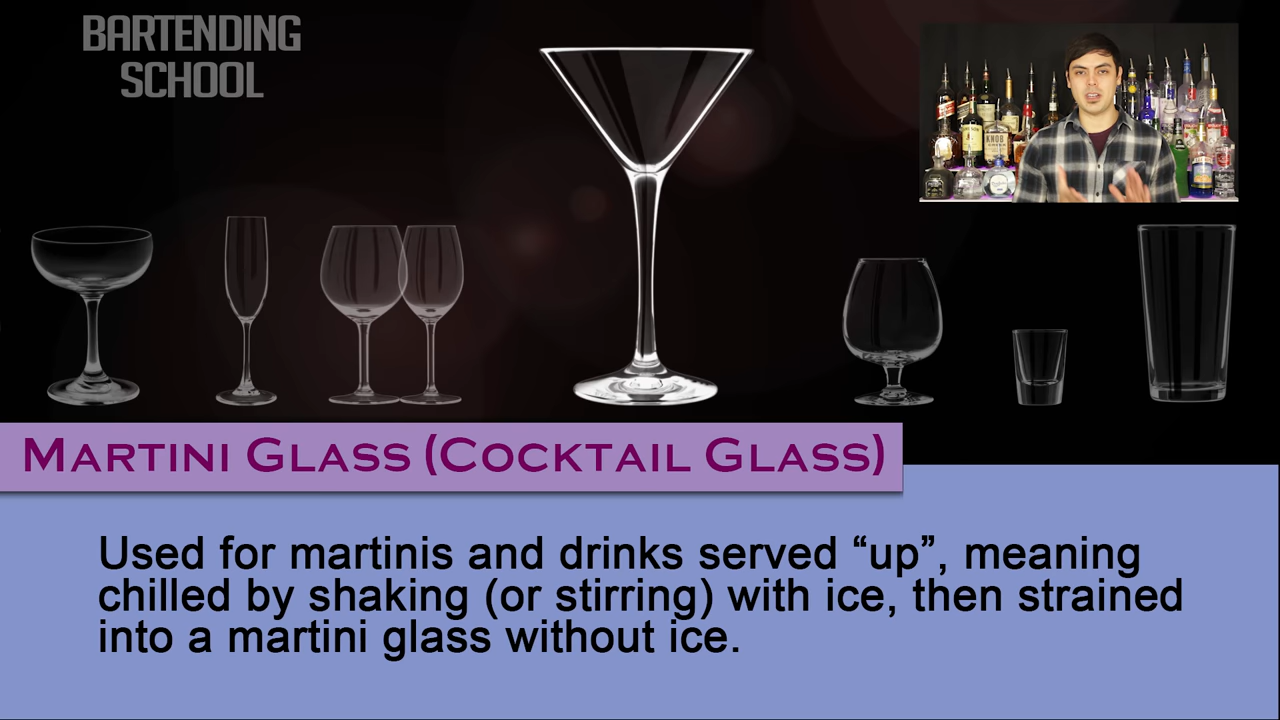 BARTENDING
SCHOOL
KNOB
MARTINI GLASS (COCKTAIL GLASS)
Used for martinis and drinks served “up”, meaning
chilled by shaking (or stirring) with ice, then strained
into a martini glass without ice.